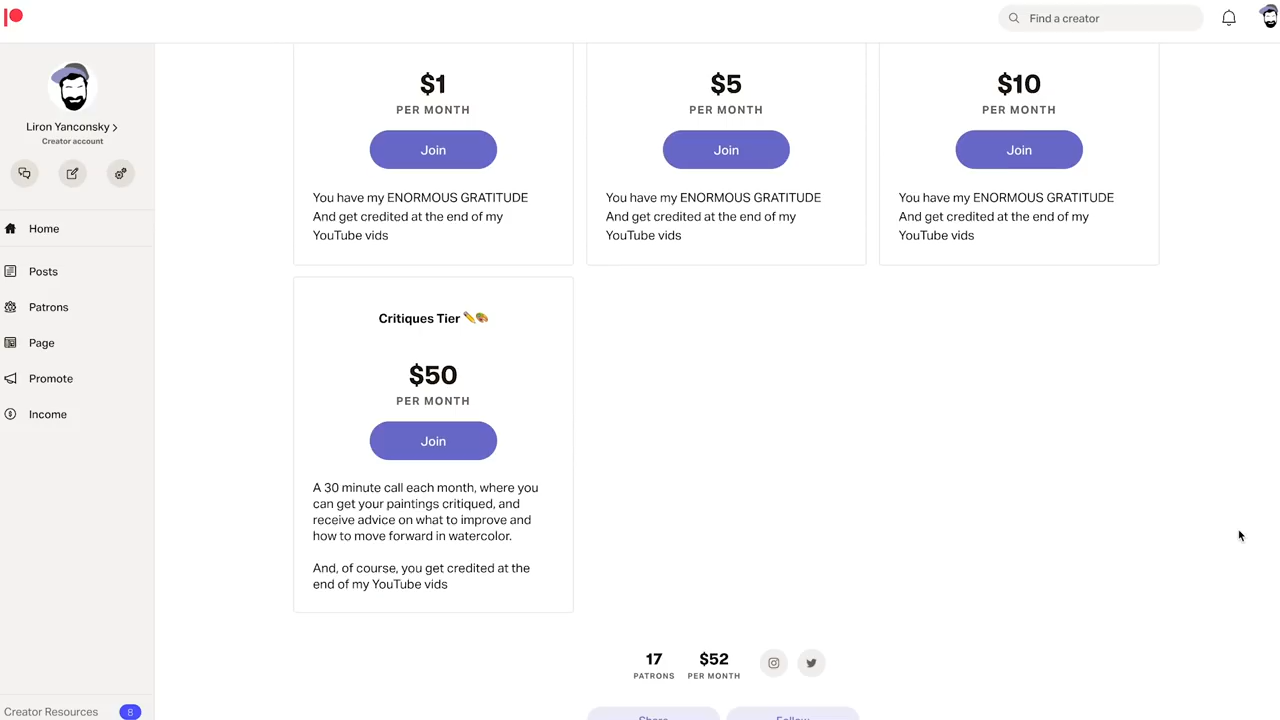 Find a creator
Liron Yanconsky
Creator account
Home
Posts
Patrons
Page
Promote
Income
Creator Resources
8
$1
PER MONTH
Join
You have my ENORMOUS GRATITUDE
And get credited at the end of my
YouTube vids
$5
PER MONTH
Join
You have my ENORMOUS GRATITUDE
And get credited at the end of my
YouTube vids
$10
PER MONTH
Join
You have my ENORMOUS GRATITUDE
And get credited at the end of my
YouTube vids
Critiques Tier
$50
PER MONTH
Join
A 30 minute call each month, where you
can get your paintings critiqued, and
receive advice on what to improve and
how to move forward in watercolor.
And, of course, you get credited at the
end of my YouTube vids
17
PATRONS
$52
PER MONTH
Share
Follow